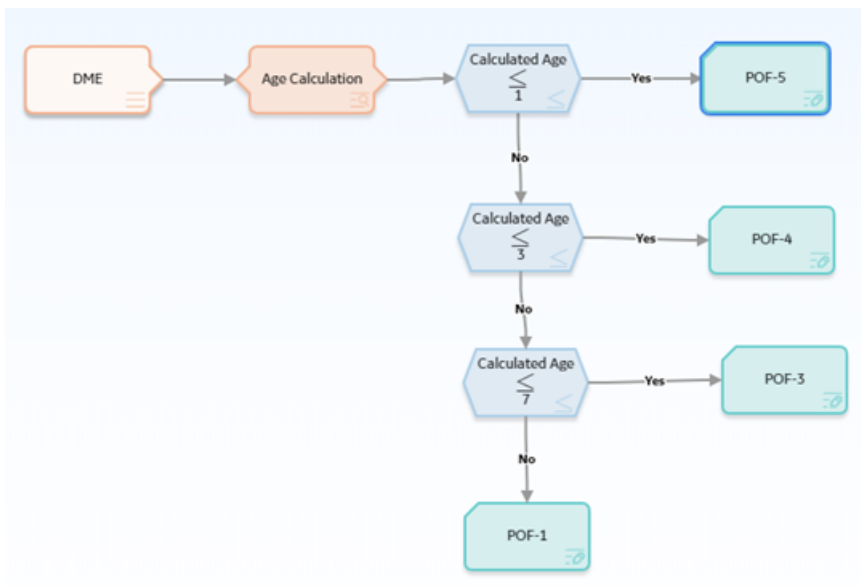 DME
Age Calculation
Calculated Age
≤
1
Yes
POF-5
No
Calculated Age
≤
3
Yes
POF-4
No
Calculated Age
≤
7
Yes
POF-3
No
POF-1